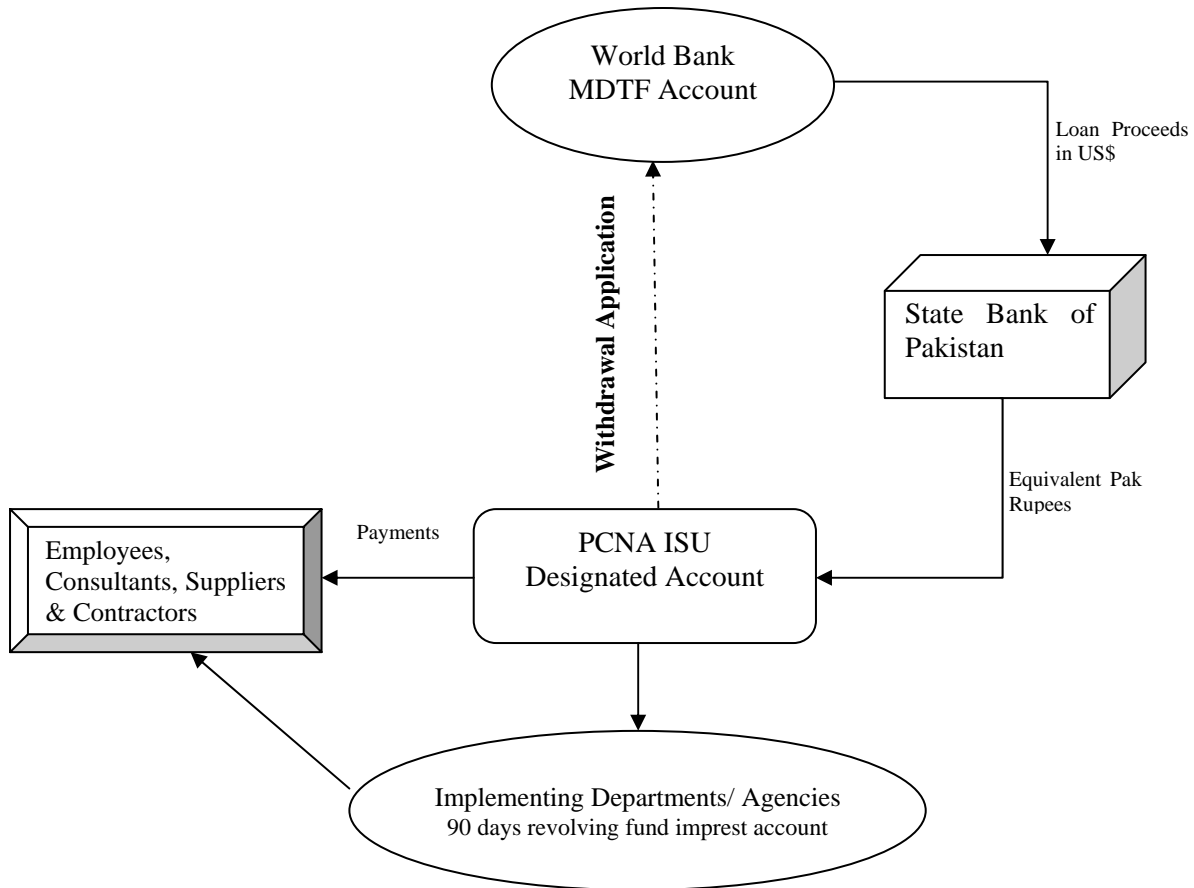 World Bank
MDTF Account
Loan Proceeds
in US$
Withdrawal Application
State Bank of
Pakistan
Equivalent Pak
Rupees
Payments
PCNA ISU
Designated Account
Employees,
Consultants, Suppliers
& Contractors
Implementing Departments/ Agencies
90 days revolving fund imprest account